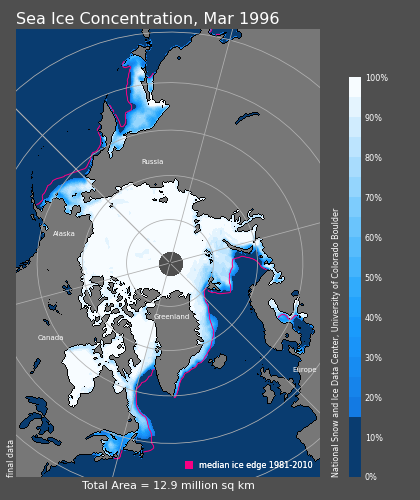 Sea Ice Concentration, Mar 1996
Russia
Alaska
Greenland
Canada
Europe
median ice edge 1981-2010
Total Area = 12.9 million sq km
final data
National Snow and Ice Data Center, University of Colorado Boulder
100%
90%
80%
70%
60%
50%
40%
30%
20%
10%
0%